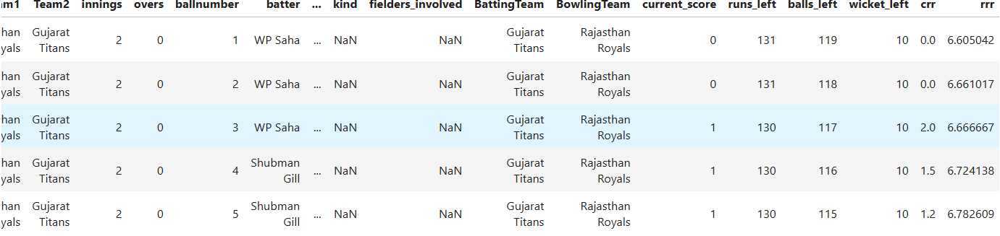 m1 Team2 innings overs ballnumber batter ... kind fielders_involved BattingTeam BowlingTeam current_score runs_left balls_left wicket_left crr rrr
han Gujarat Gujarat Rajasthan
2 0 1 WP Saha ... NaN NaN 0 131 119 10 0.0 6.605042
yals Titans Titans Royals
han Gujarat Gujarat Rajasthan
2 0 2 WP Saha ... NaN NaN 0 131 118 10 0.0 6.661017
yals Titans Titans Royals
han Gujarat Gujarat Rajasthan
2 0 3 WP Saha ... NaN NaN 1 130 117 10 2.0 6.666667
yals Titans Titans Royals
han Gujarat Shubman Gujarat Rajasthan
2 0 4 ... NaN NaN 1 130 116 10 1.5 6.724138
yals Titans Gill Titans Royals
han Gujarat Shubman Gujarat Rajasthan
2 0 5 ... NaN NaN 1 130 115 10 1.2 6.782609
yals Titans Gill Titans Royals